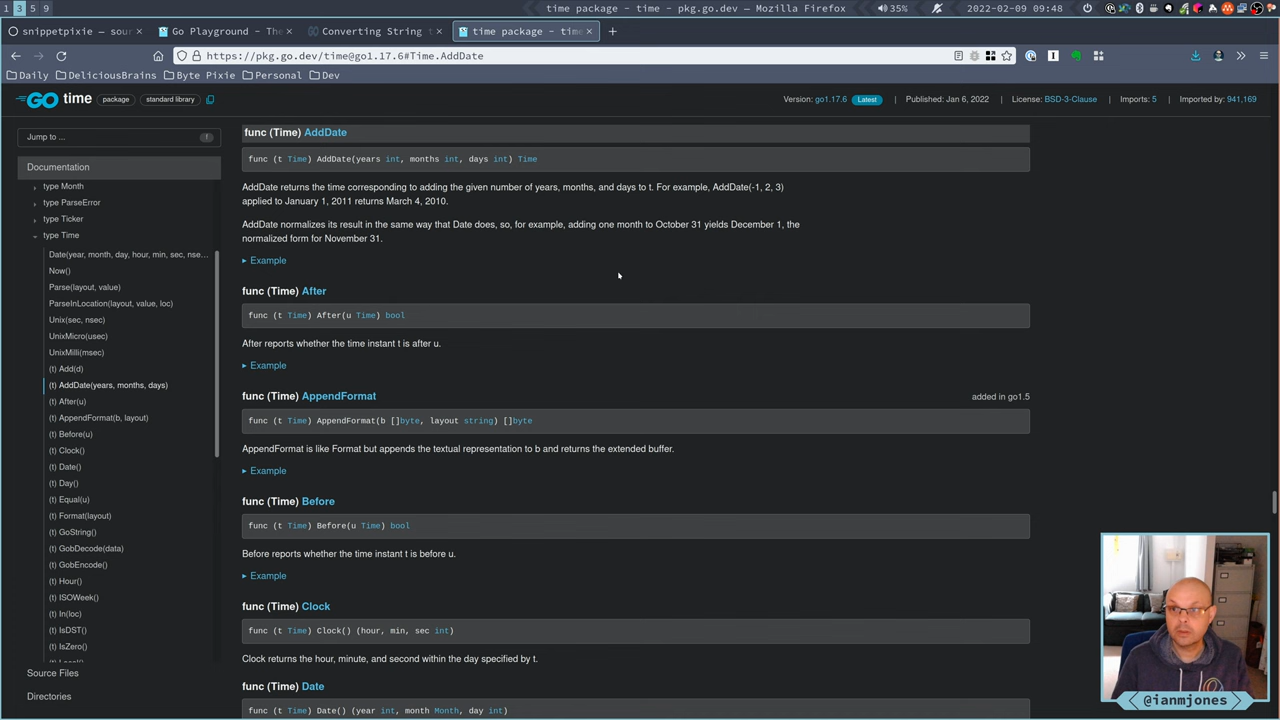 1 3 5 9
time package - time - pkg.go.dev — Mozilla Firefox
35%
2022-02-09 09:48
snippetpixie — sour
Go Playground - The
Converting String t
time package - time
https://pkg.go.dev/time@go1.17.6#Time.AddDate
Daily
DeliciousBrains
Byte Pixie
Personal
Dev
GO time package standard library
Version: go1.17.6 Latest | Published: Jan 6, 2022 | License: BSD-3-Clause | Imports: 5 | Imported by: 941,169
Jump to ... f
Documentation
type Month
type ParseError
type Ticker
type Time
Date(year, month, day, hour, min, sec, nse...
Now()
Parse(layout, value)
ParseInLocation(layout, value, loc)
Unix(sec, nsec)
UnixMicro(usec)
UnixMilli(msec)
(t) Add(d)
(t) AddDate(years, months, days)
(t) After(u)
(t) AppendFormat(b, layout)
(t) Before(u)
(t) Clock()
(t) Date()
(t) Day()
(t) Equal(u)
(t) Format(layout)
(t) GoString()
(t) GobDecode(data)
(t) GobEncode()
(t) Hour()
(t) ISOWeek()
(t) In(loc)
(t) IsDST()
(t) IsZero()
Source Files
Directories
func (Time) AddDate
func (t Time) AddDate(years int, months int, days int) Time
AddDate returns the time corresponding to adding the given number of years, months, and days to t. For example, AddDate(-1, 2, 3)
applied to January 1, 2011 returns March 4, 2010.
AddDate normalizes its result in the same way that Date does, so, for example, adding one month to October 31 yields December 1, the
normalized form for November 31.
Example
func (Time) After
func (t Time) After(u Time) bool
After reports whether the time instant t is after u.
Example
func (Time) AppendFormat added in go1.5
func (t Time) AppendFormat(b []byte, layout string) []byte
AppendFormat is like Format but appends the textual representation to b and returns the extended buffer.
Example
func (Time) Before
func (t Time) Before(u Time) bool
Before reports whether the time instant t is before u.
Example
func (Time) Clock
func (t Time) Clock() (hour, min, sec int)
Clock returns the hour, minute, and second within the day specified by t.
func (Time) Date
func (t Time) Date() (year int, month Month, day int)
@ianmjones